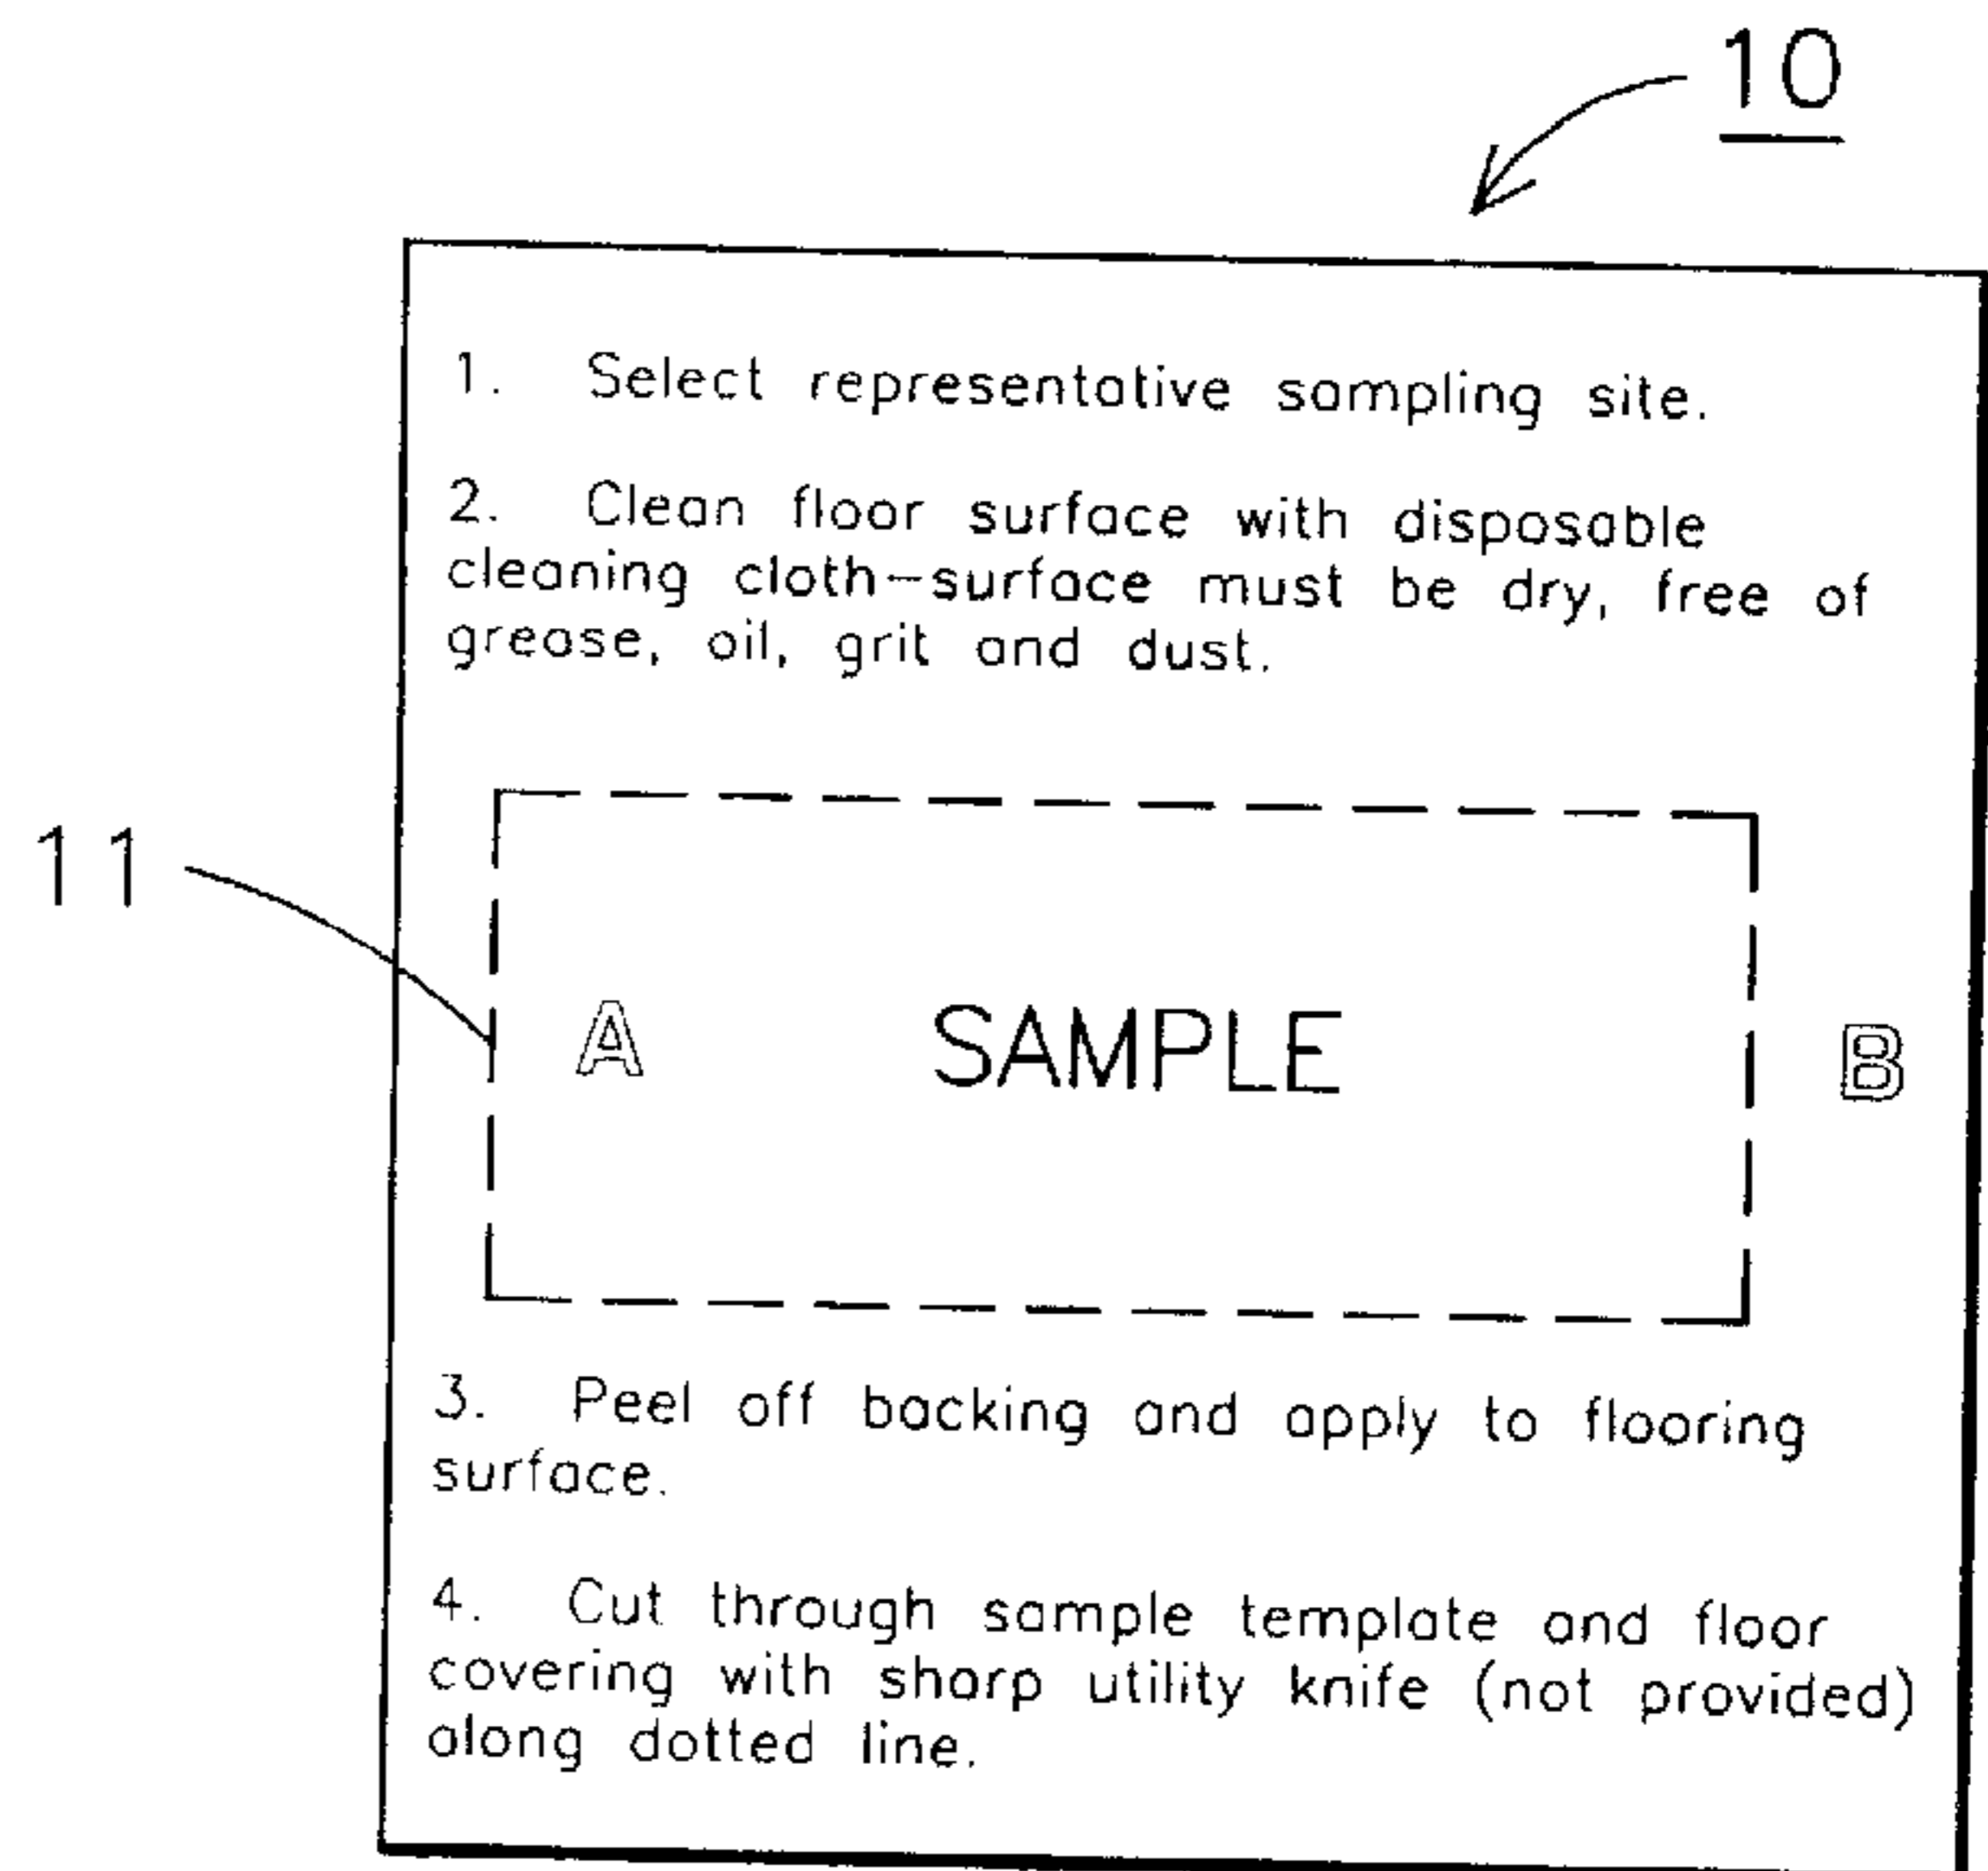 10
1. Select representative sampling site.
2. Clean floor surface with disposable
cleaning cloth-surface must be dry, free of
grease, oil, grit and dust.
11
A SAMPLE B
3. Peel off backing and apply to flooring
surface.
4. Cut through sample template and floor
covering with sharp utility knife (not provided)
along dotted line.